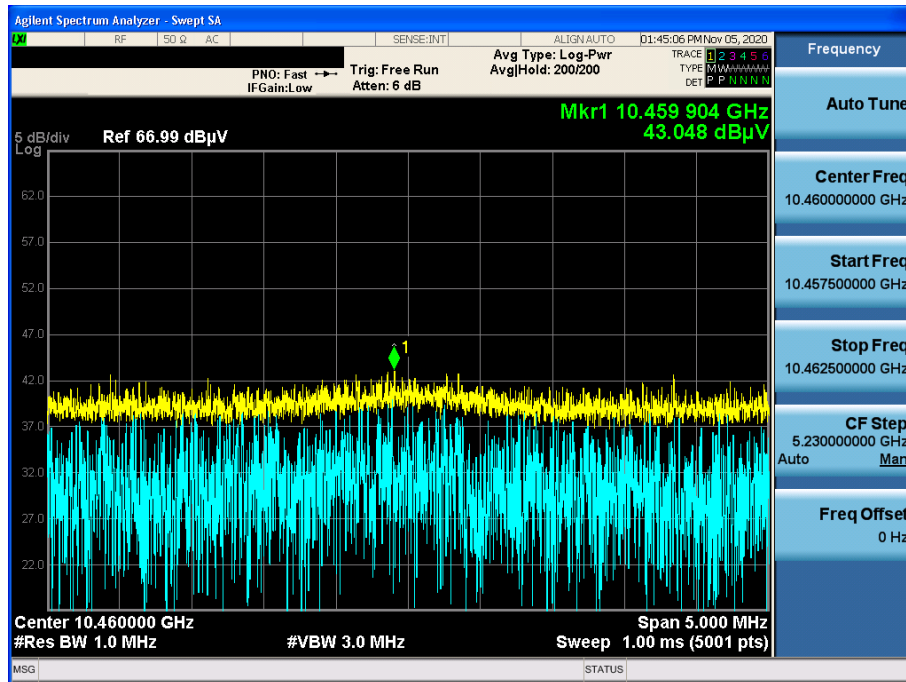 Agilent Spectrum Analyzer - Swept SA
LXI RF 50 Ω AC SENSE:INT ALIGN AUTO 01:45:06 PM Nov 05, 2020
Frequency
PNO: Fast
IFGain:Low
Trig: Free Run
Atten: 6 dB
Avg Type: Log-Pwr
Avg|Hold: 200/200
TRACE 1 2 3 4 5 6
TYPE M W W W W W
DET P P N N N N
Auto Tune
Mkr1 10.459 904 GHz
43.048 dBµV
5 dB/div Ref 66.99 dBµV
Log
62.0
57.0
52.0
47.0
42.0
37.0
32.0
27.0
22.0
1
Center Freq
10.460000000 GHz
Start Freq
10.457500000 GHz
Stop Freq
10.462500000 GHz
CF Step
5.230000000 GHz
Auto Man
Freq Offset
0 Hz
Center 10.460000 GHz Span 5.000 MHz
#Res BW 1.0 MHz #VBW 3.0 MHz Sweep 1.00 ms (5001 pts)
MSG STATUS